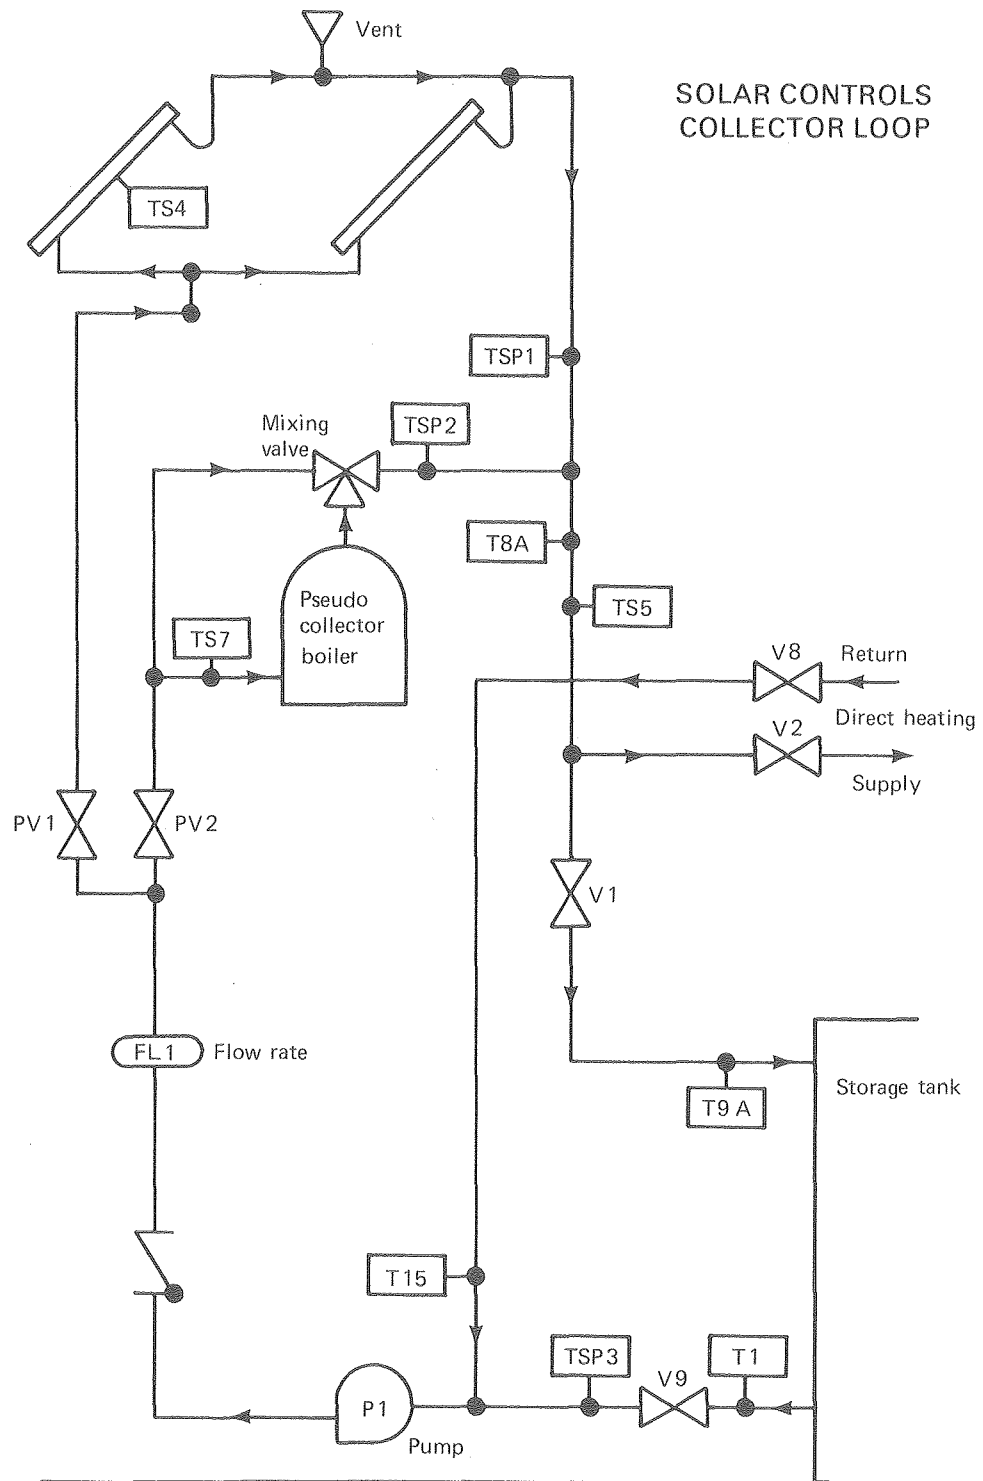 Vent
SOLAR CONTROLS
COLLECTOR LOOP
TS4
TSP1
Mixing
valve
TSP2
T8A
Pseudo
collector
boiler
TS5
TS7
V8
Return
Direct heating
V2
Supply
PV1
PV2
V1
FL1
Flow rate
Storage tank
T9 A
T15
TSP3
T1
V9
P1
Pump